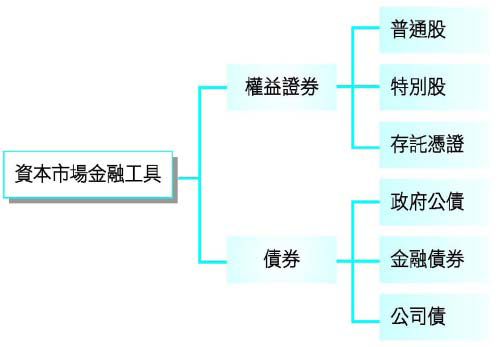 資本市場金融工具
權益證券
普通股
特別股
存託憑證
債券
政府公債
金融債券
公司債